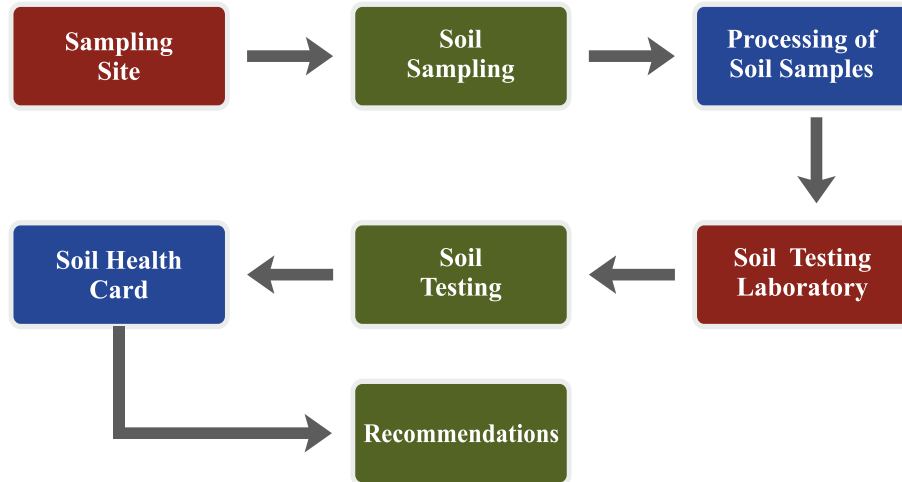 Sampling
Site
Soil
Sampling
Processing of
Soil Samples
Soil Health
Card
Soil
Testing
Soil Testing
Laboratory
Recommendations